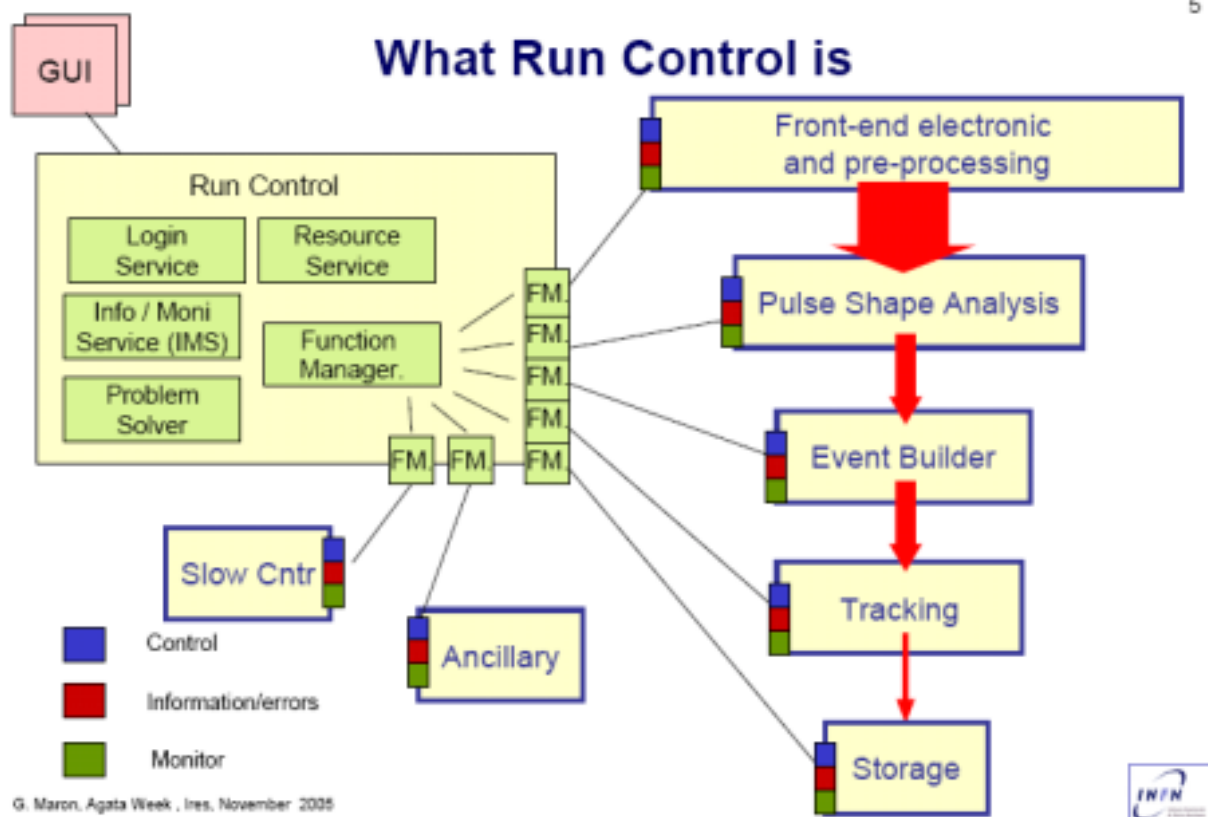 5
What Run Control is
GUI
Run Control
Login
Service
Resource
Service
Info / Moni
Service (IMS)
Function
Manager.
Problem
Solver
FM.
FM.
FM.
FM.
FM.
FM.
FM.
Front-end electronic
and pre-processing
Pulse Shape Analysis
Event Builder
Tracking
Storage
Slow Cntr
Ancillary
Control
Information/errors
Monitor
G. Maron, Agata Week , Ires, November 2005
INFN